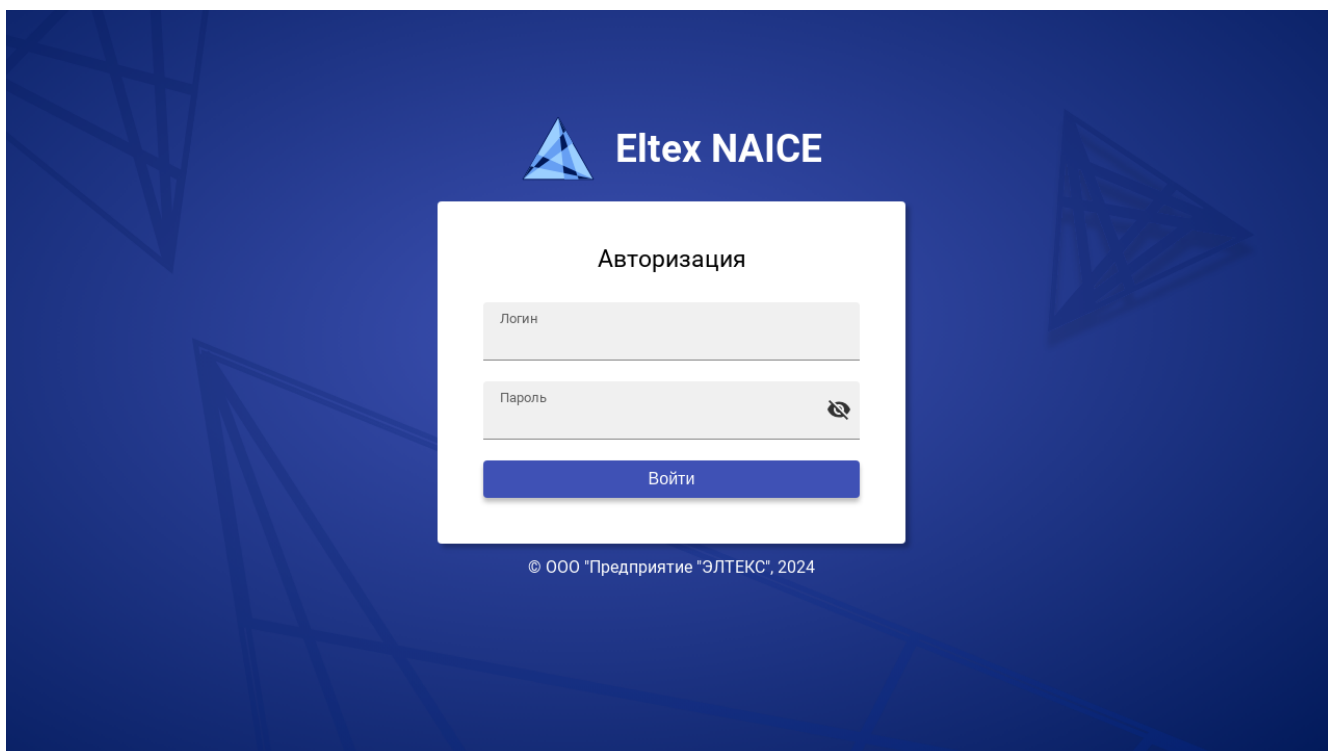 Eltex NAICE
Авторизация
Логин
Пароль
Войти
© ООО "Предприятие "ЭЛТЕКС", 2024